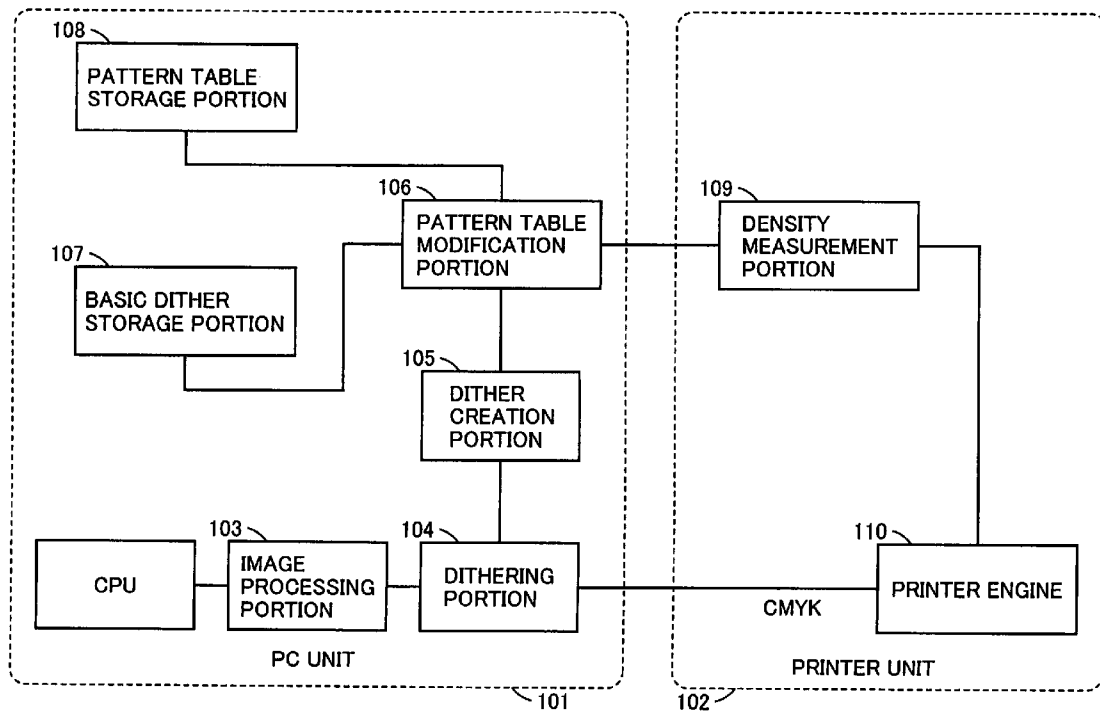 108
PATTERN TABLE
STORAGE PORTION
106
PATTERN TABLE
MODIFICATION
PORTION
109
DENSITY
MEASUREMENT
PORTION
107
BASIC DITHER
STORAGE PORTION
105
DITHER
CREATION
PORTION
CPU
103
IMAGE
PROCESSING
PORTION
104
DITHERING
PORTION
CMYK
110
PRINTER ENGINE
PC UNIT
101
PRINTER UNIT
102